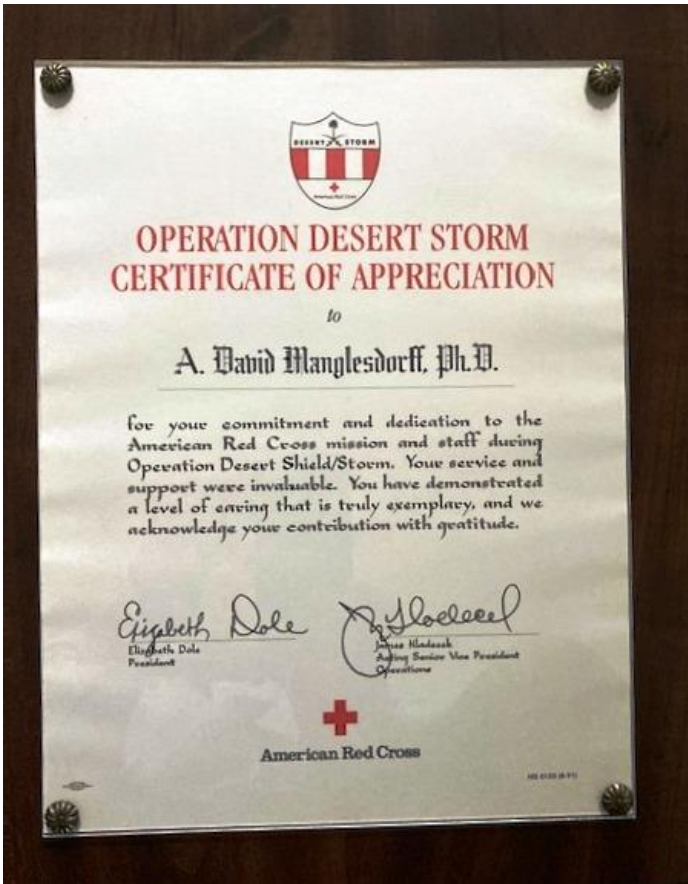 DESERT STORM
American Red Cross
OPERATION DESERT STORM
CERTIFICATE OF APPRECIATION
to
A. David Manglesdorff, Ph.D.
for your commitment and dedication to the
American Red Cross mission and staff during
Operation Desert Shield/Storm. Your service and
support were invaluable. You have demonstrated
a level of caring that is truly exemplary, and we
acknowledge your contribution with gratitude.
Elizabeth Dole
Elizabeth Dole
President
James Hladecek
Acting Senior Vice President
Operations
American Red Cross